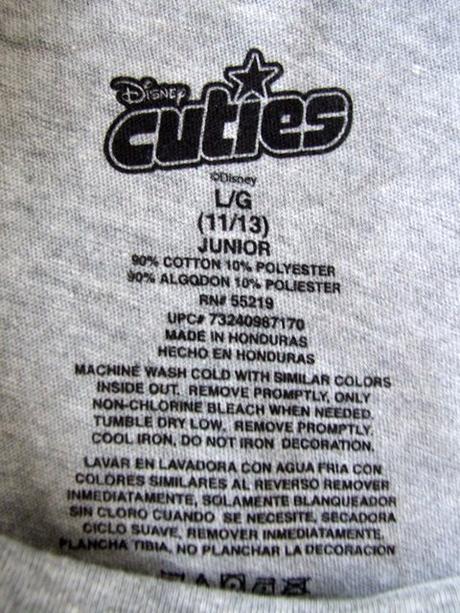 Disney
cuties
©Disney
L/G
(11/13)
JUNIOR
90% COTTON 10% POLYESTER
90% ALGODON 10% POLIESTER
RN# 55219
UPC# 73240987170
MADE IN HONDURAS
HECHO EN HONDURAS
MACHINE WASH COLD WITH SIMILAR COLORS
INSIDE OUT. REMOVE PROMPTLY, ONLY
NON-CHLORINE BLEACH WHEN NEEDED.
TUMBLE DRY LOW. REMOVE PROMPTLY.
COOL IRON, DO NOT IRON DECORATION.
LAVAR EN LAVADORA CON AGUA FRIA CON
COLORES SIMILARES AL REVERSO REMOVER
INMEDIATAMENTE, SOLAMENTE BLANQUEADOR
SIN CLORO CUANDO SE NECESITE, SECADORA
CICLO SUAVE, REMOVER INMEDIATAMENTE.
PLANCHA TIBIA, NO PLANCHAR LA DECORACIÓN